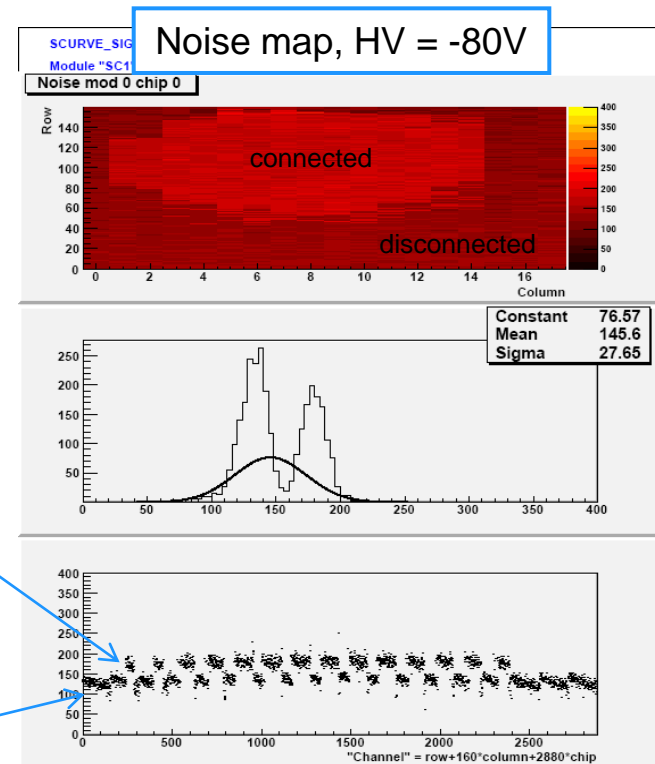 Noise map, HV = -80V
SCURVE_SIG
Module "SC1"
Noise mod 0 chip 0
Row
140
120
100
80
60
40
20
0
connected
disconnected
400
350
300
250
200
150
100
50
0
0 2 4 6 8 10 12 14 16
Column
Constant 76.57
Mean 145.6
Sigma 27.65
250
200
150
100
50
0 50 100 150 200 250 300 350 400
400
350
300
250
200
150
100
50
0
0 500 1000 1500 2000 2500
"Channel" = row+160*column+2880*chip